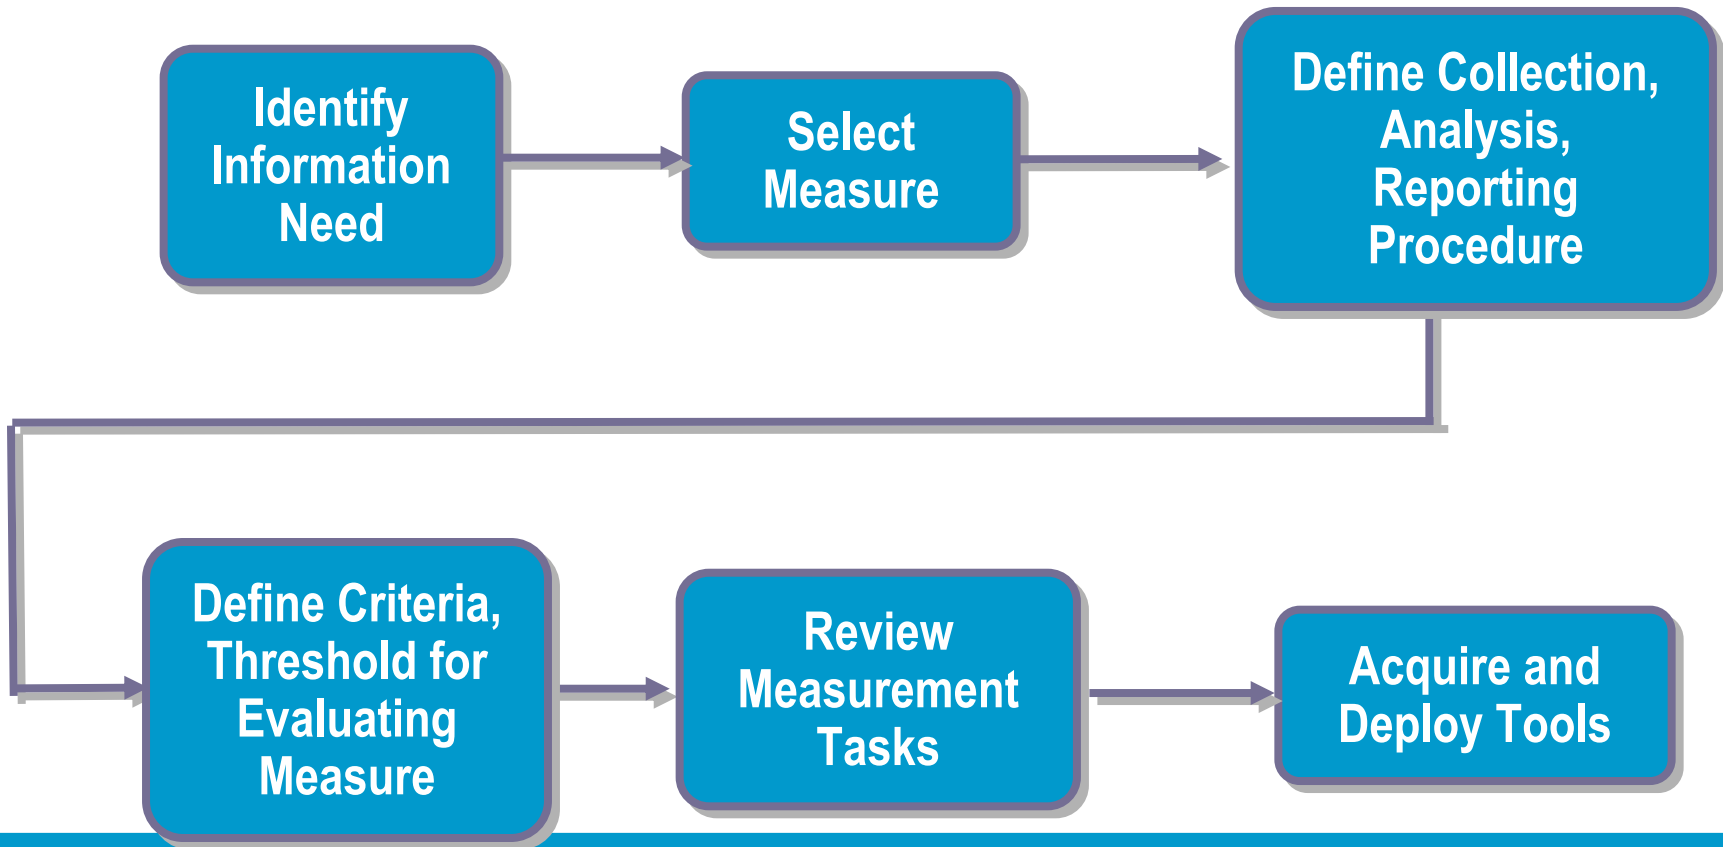 Identify
Information
Need
Select
Measure
Define Collection,
Analysis,
Reporting
Procedure
Define Criteria,
Threshold for
Evaluating
Measure
Review
Measurement
Tasks
Acquire and
Deploy Tools